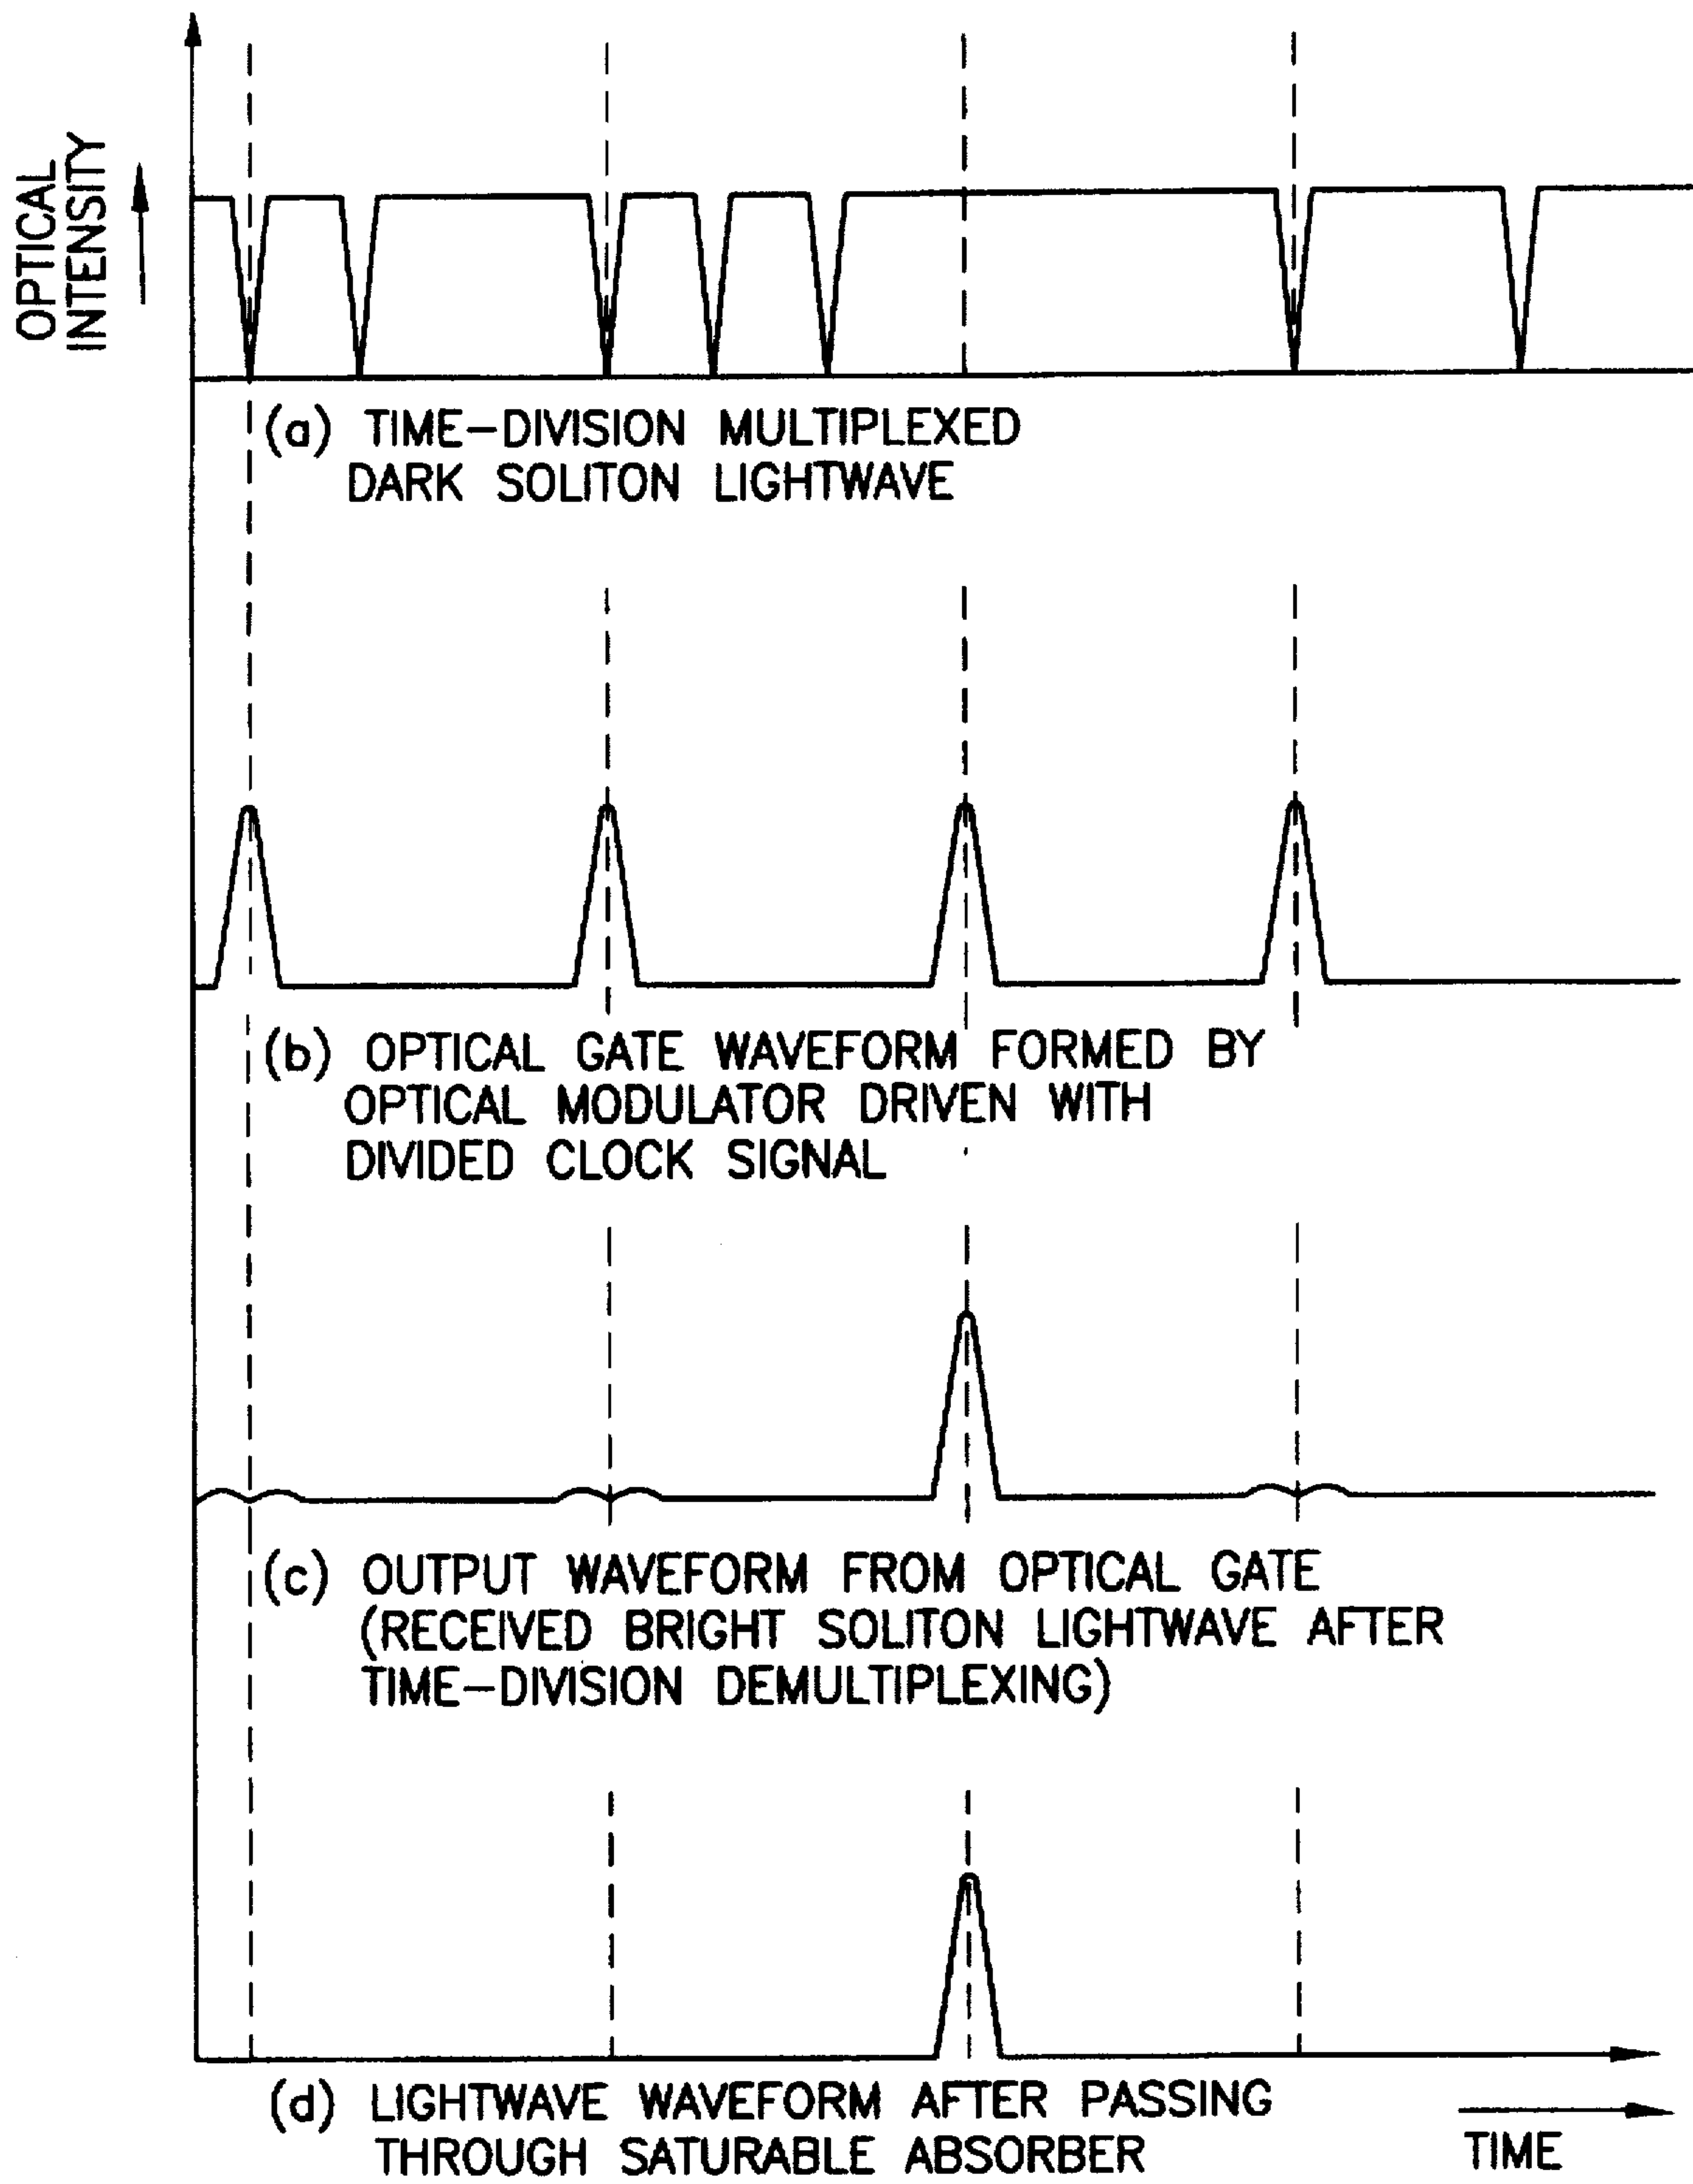 OPTICAL
INTENSITY
(a) TIME-DIVISION MULTIPLEXED
DARK SOLITON LIGHTWAVE
(b) OPTICAL GATE WAVEFORM FORMED BY
OPTICAL MODULATOR DRIVEN WITH
DIVIDED CLOCK SIGNAL
(c) OUTPUT WAVEFORM FROM OPTICAL GATE
(RECEIVED BRIGHT SOLITON LIGHTWAVE AFTER
TIME-DIVISION DEMULTIPLEXING)
(d) LIGHTWAVE WAVEFORM AFTER PASSING
THROUGH SATURABLE ABSORBER
TIME